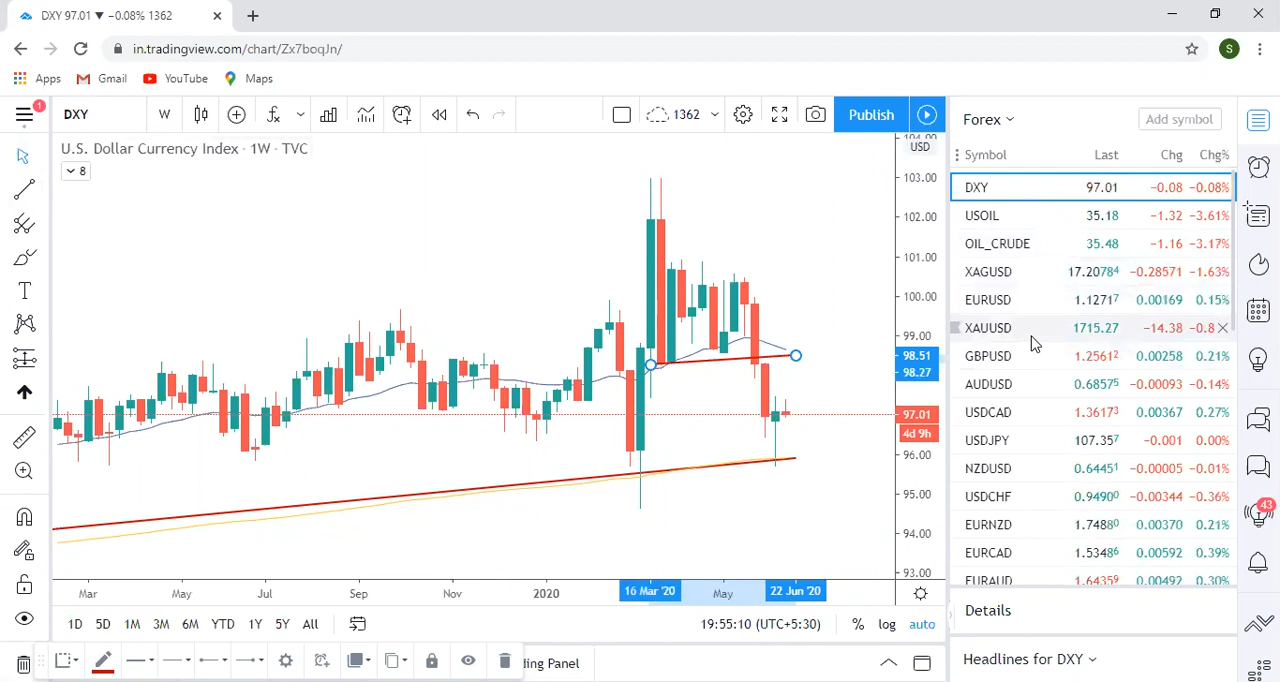 DXY 97.01 ▼ −0.08% 1362
in.tradingview.com/chart/Zx7boqJn/
S
Apps Gmail YouTube Maps
1
DXY W 1362 Publish
Forex Add symbol
U.S. Dollar Currency Index · 1W · TVC
8
USD
104.00
103.00
102.00
101.00
100.00
99.00
98.51
98.27
97.01
4d 9h
96.00
95.00
94.00
93.00
Symbol Last Chg Chg%
DXY 97.01 −0.08 −0.08%
USOIL 35.18 −1.32 −3.61%
OIL_CRUDE 35.48 −1.16 −3.17%
XAGUSD 17.20784 −0.28571 −1.63%
EURUSD 1.12717 0.00169 0.15%
XAUUSD 1715.27 −14.38 −0.8
GBPUSD 1.25612 0.00258 0.21%
AUDUSD 0.68575 −0.00093 −0.14%
USDCAD 1.36173 0.00367 0.27%
USDJPY 107.357 −0.001 0.00%
NZDUSD 0.64451 −0.00005 −0.01%
USDCHF 0.94900 −0.00344 −0.36%
EURNZD 1.74880 0.00370 0.21%
EURCAD 1.53486 0.00592 0.39%
EURAUD 1.64359 0.00492 0.30%
43
Mar May Jul Sep Nov 2020 16 Mar '20 May 22 Jun '20
1D 5D 1M 3M 6M YTD 1Y 5Y All 19:55:10 (UTC+5:30) % log auto
Details
ding Panel
Headlines for DXY